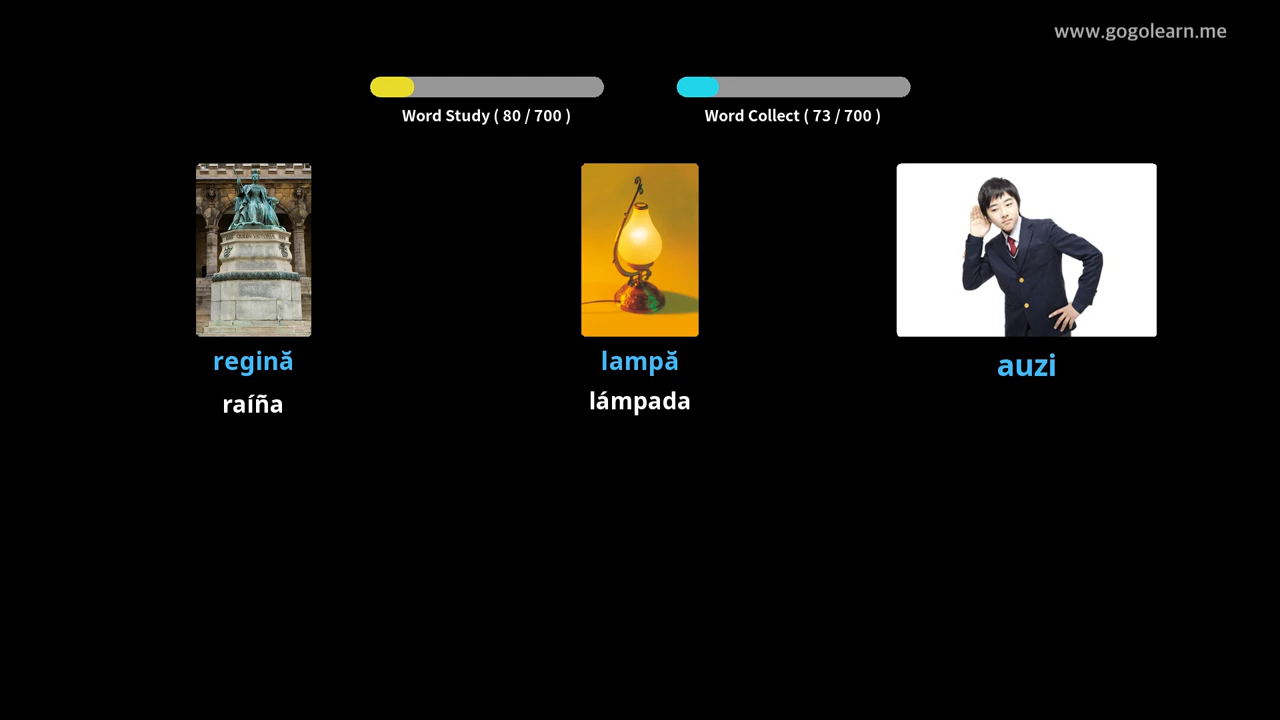 www.gogolearn.me
Word Study ( 80 / 700 )
Word Collect ( 73 / 700 )
regină
lampă
auzi
raíña
lámpada